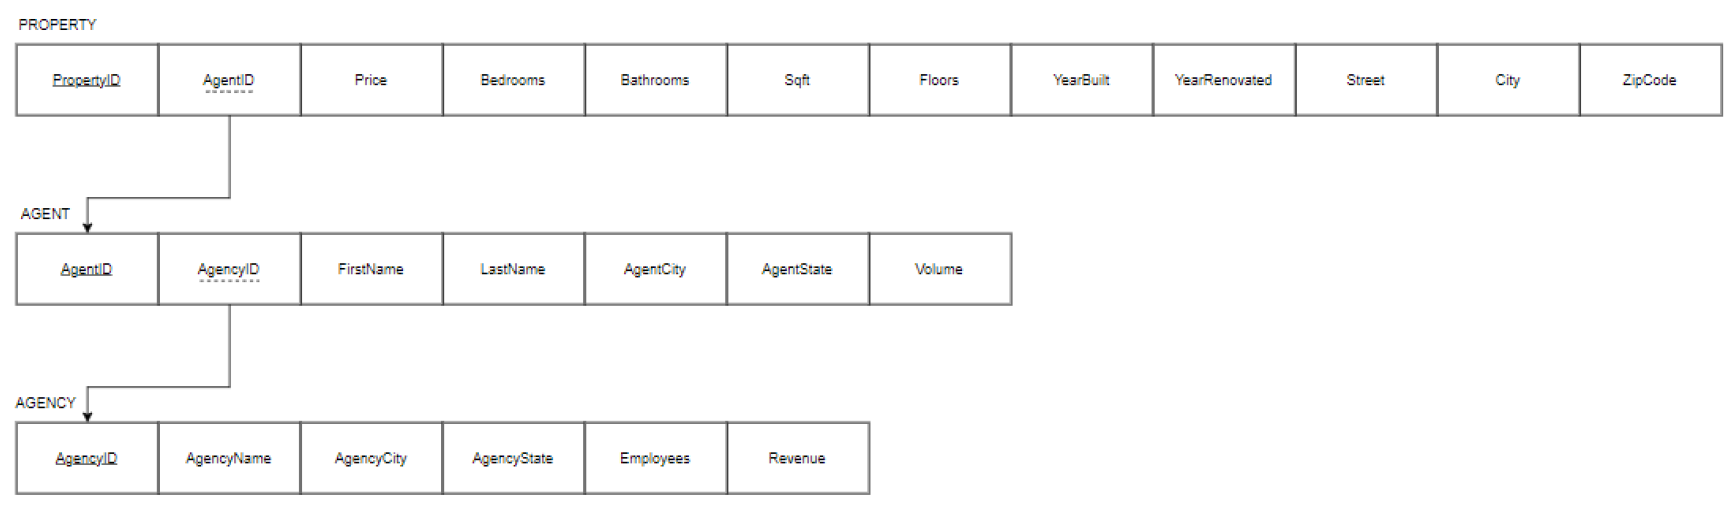 PROPERTY
PropertyID AgentID Price Bedrooms Bathrooms Sqft Floors YearBuilt YearRenovated Street City ZipCode
AGENT
AgentID AgencyID FirstName LastName AgentCity AgentState Volume
AGENCY
AgencyID AgencyName AgencyCity AgencyState Employees Revenue